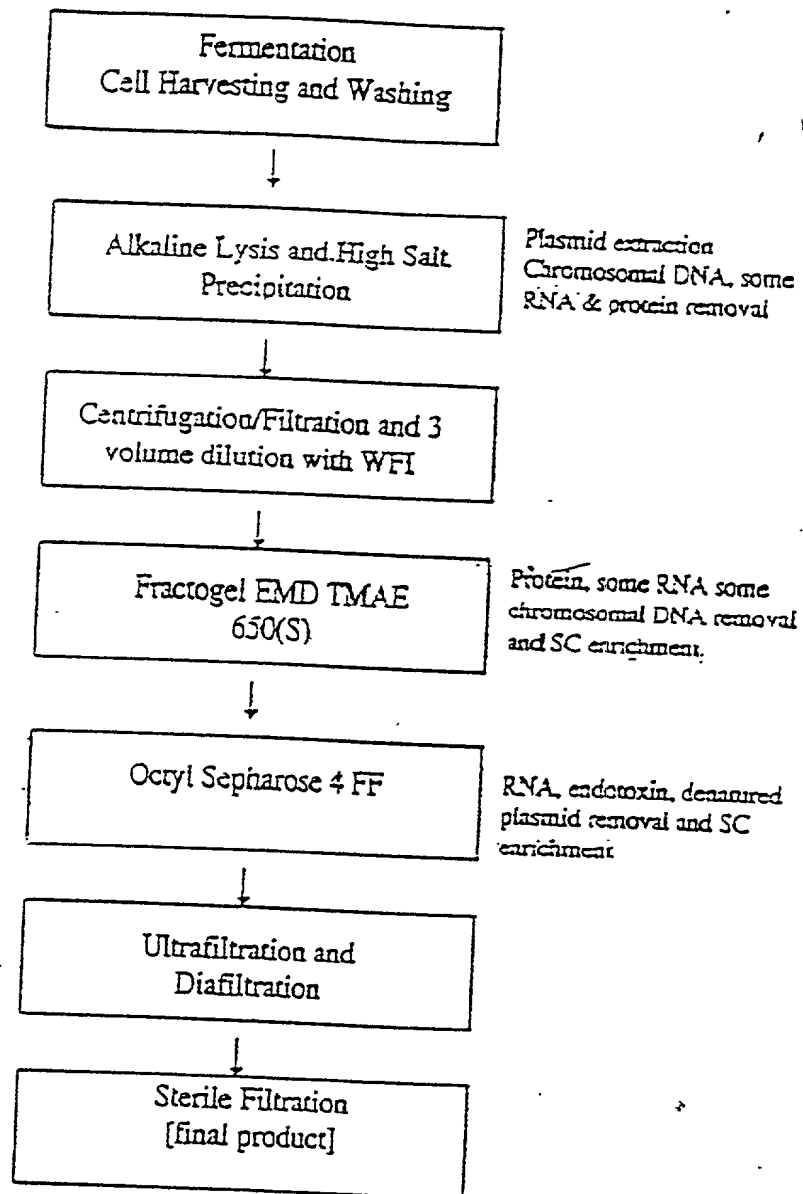 Fermentation
Cell Harvesting and Washing
Alkaline Lysis and High Salt
Precipitation
Plasmid extraction
Chromosomal DNA, some
RNA & protein removal
Centrifugation/Filtration and 3
volume dilution with WFI
Fractogel EMD TMAE
650(S)
Protein, some RNA some
chromosomal DNA removal
and SC enrichment.
Octyl Sepharose 4 FF
RNA, endotoxin, denatured
plasmid removal and SC
enrichment
Ultrafiltration and
Diafiltration
Sterile Filtration
[final product]